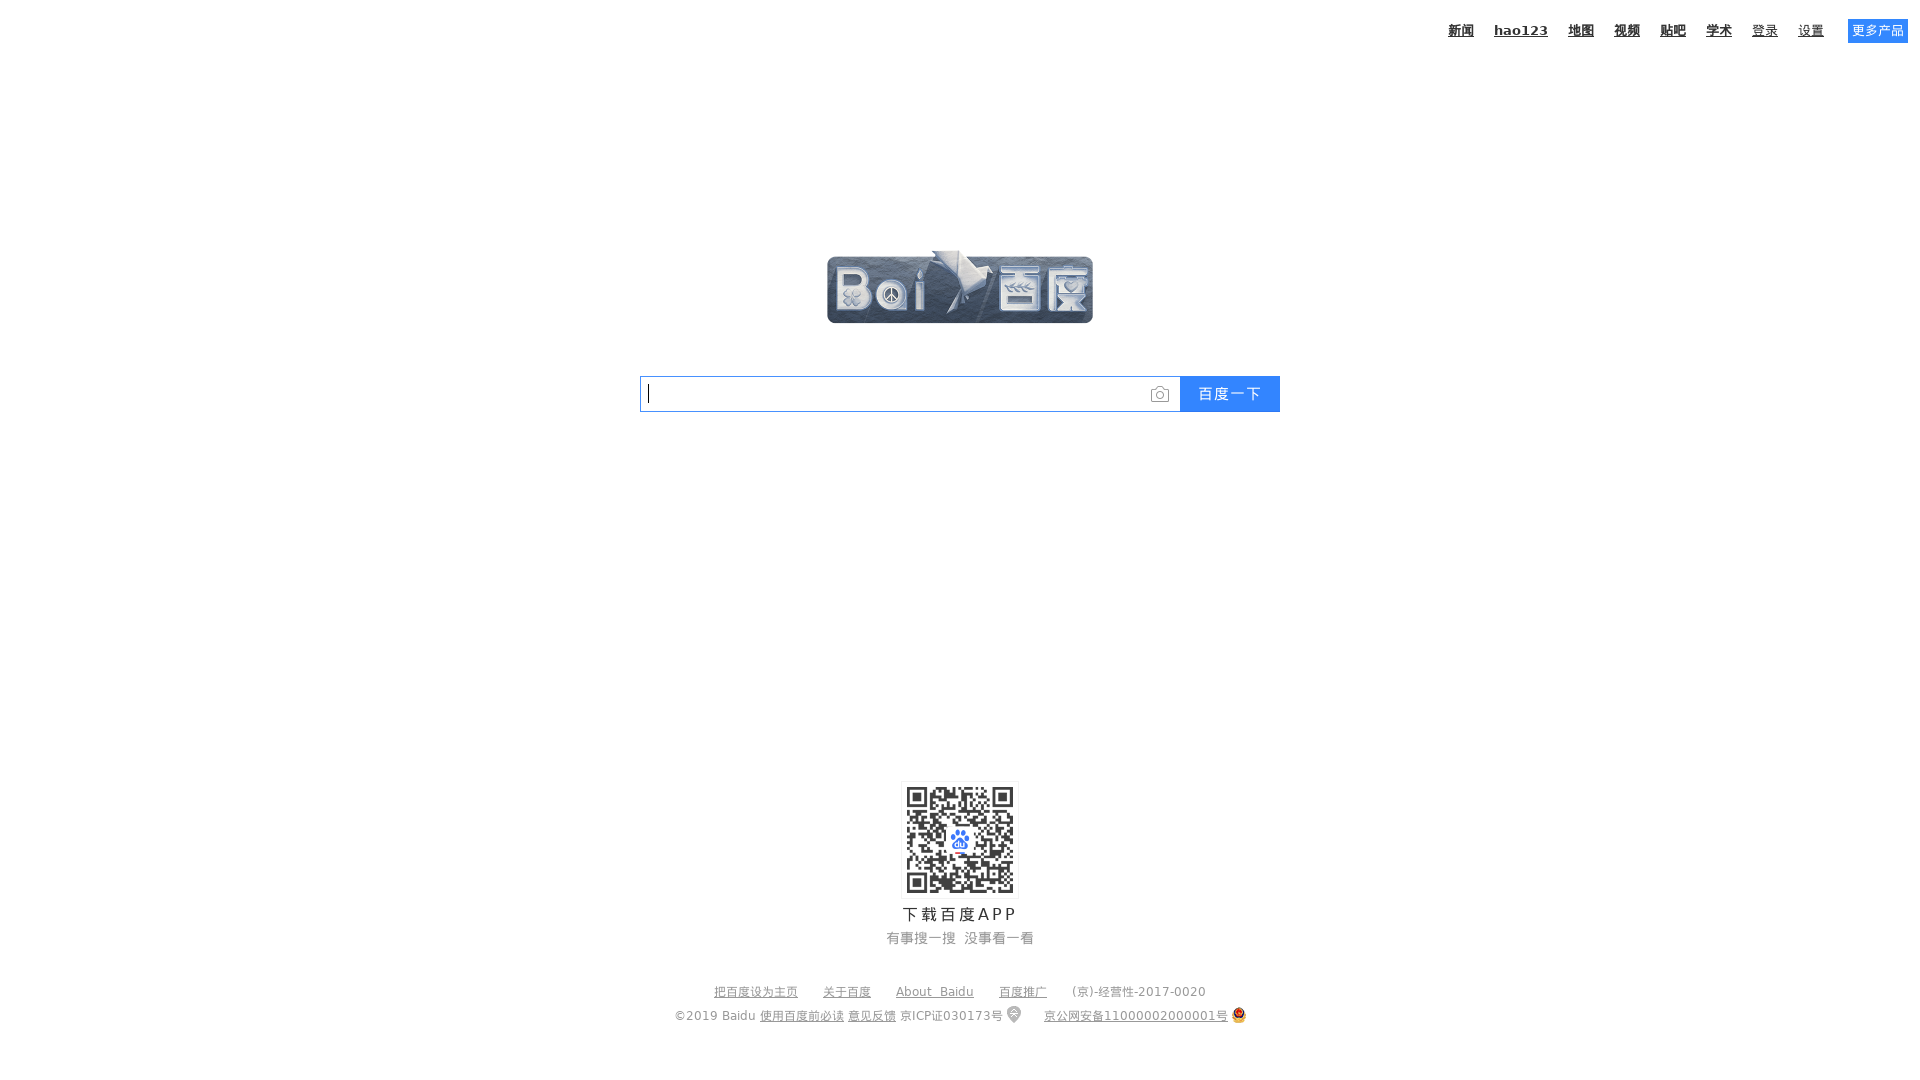 新闻 hao123 地图 视频 贴吧 学术 登录 设置 更多产品
Bai 百度
百度一下
du
下载百度APP
有事搜一搜 没事看一看
把百度设为主页 关于百度 About Baidu 百度推广 (京)-经营性-2017-0020
©2019 Baidu 使用百度前必读 意见反馈 京ICP证030173号 京公网安备11000002000001号